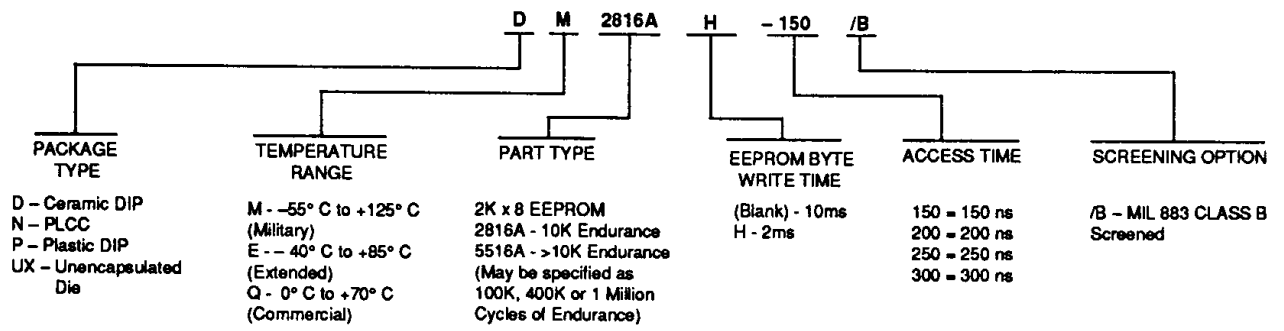 D M 2816A H - 150 /B
PACKAGE
TYPE
D – Ceramic DIP
N – PLCC
P – Plastic DIP
UX – Unencapsulated
Die
TEMPERATURE
RANGE
M - –55° C to +125° C
(Military)
E - – 40° C to +85° C
(Extended)
Q - 0° C to +70° C
(Commercial)
PART TYPE
2K x 8 EEPROM
2816A - 10K Endurance
5516A - >10K Endurance
(May be specified as
100K, 400K or 1 Million
Cycles of Endurance)
EEPROM BYTE
WRITE TIME
(Blank) - 10ms
H - 2ms
ACCESS TIME
150 = 150 ns
200 = 200 ns
250 = 250 ns
300 = 300 ns
SCREENING OPTION
/B – MIL 883 CLASS B
Screened